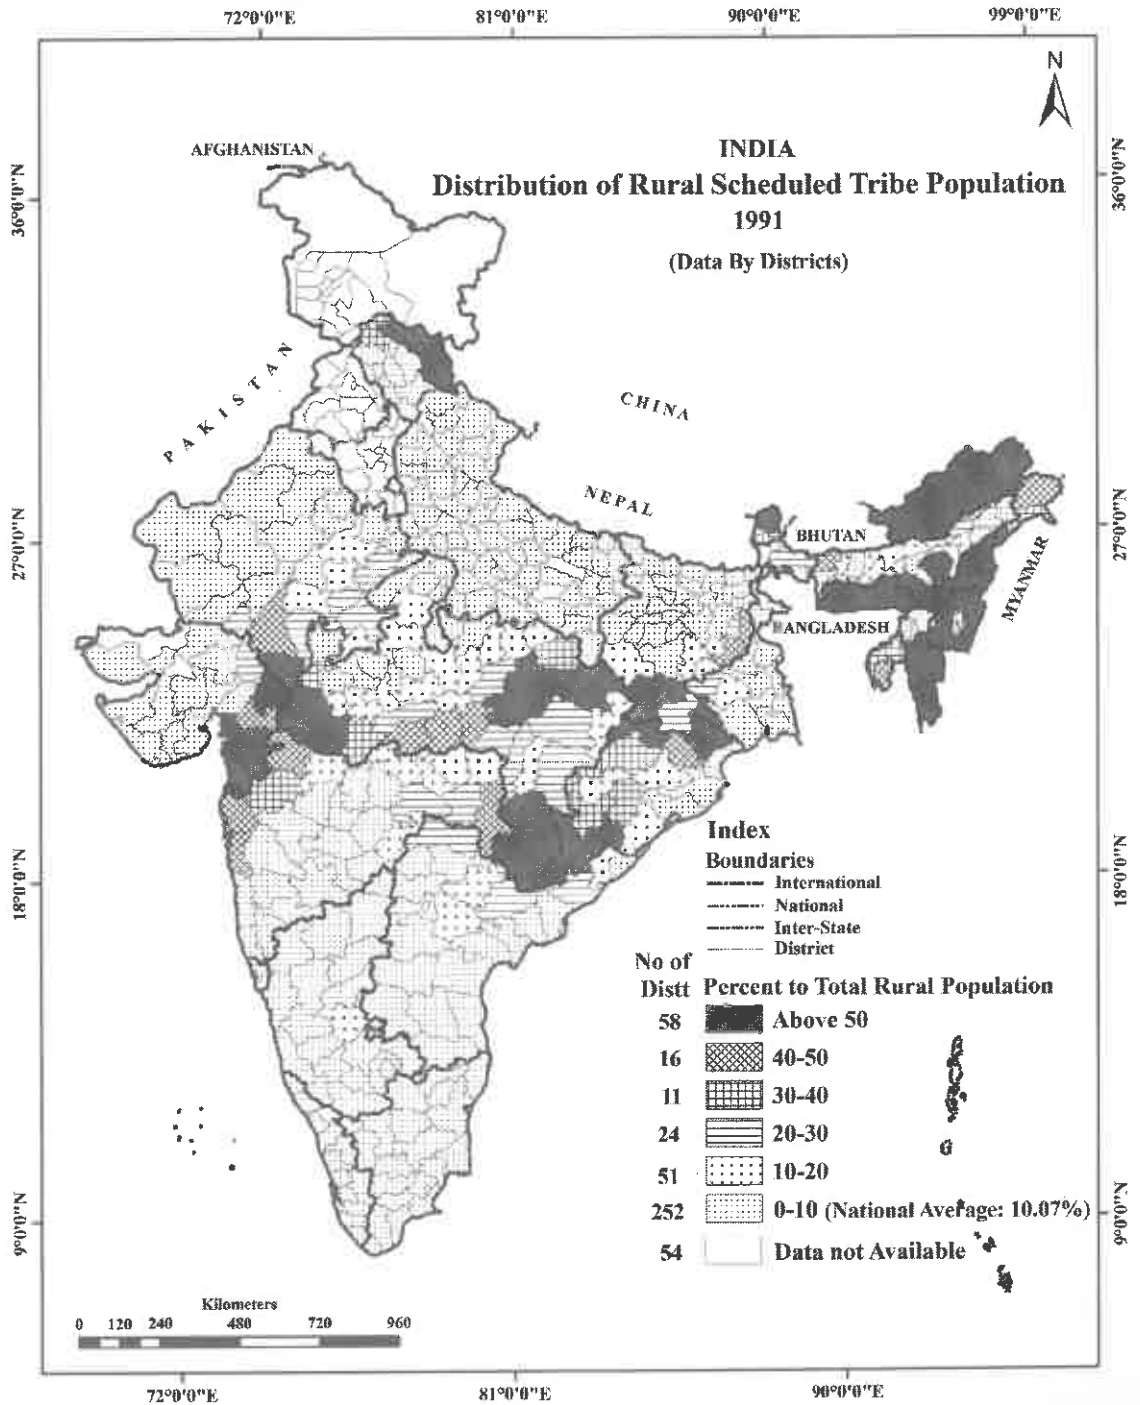 72°0'0"E 81°0'0"E 90°0'0"E 99°0'0"E
N
INDIA
Distribution of Rural Scheduled Tribe Population
1991
(Data By Districts)
AFGHANISTAN
PAKISTAN
CHINA
NEPAL
BHUTAN
MYANMAR
BANGLADESH
36°0'0"N
27°0'0"N
18°0'0"N
9°0'0"N
36°0'0"N
27°0'0"N
18°0'0"N
9°0'0"N
Index
Boundaries
International
National
Inter-State
District
No of
Distt Percent to Total Rural Population
58 Above 50
16 40-50
11 30-40
24 20-30
51 10-20
252 0-10 (National Average: 10.07%)
54 Data not Available
Kilometers
0 120 240 480 720 960
72°0'0"E 81°0'0"E 90°0'0"E